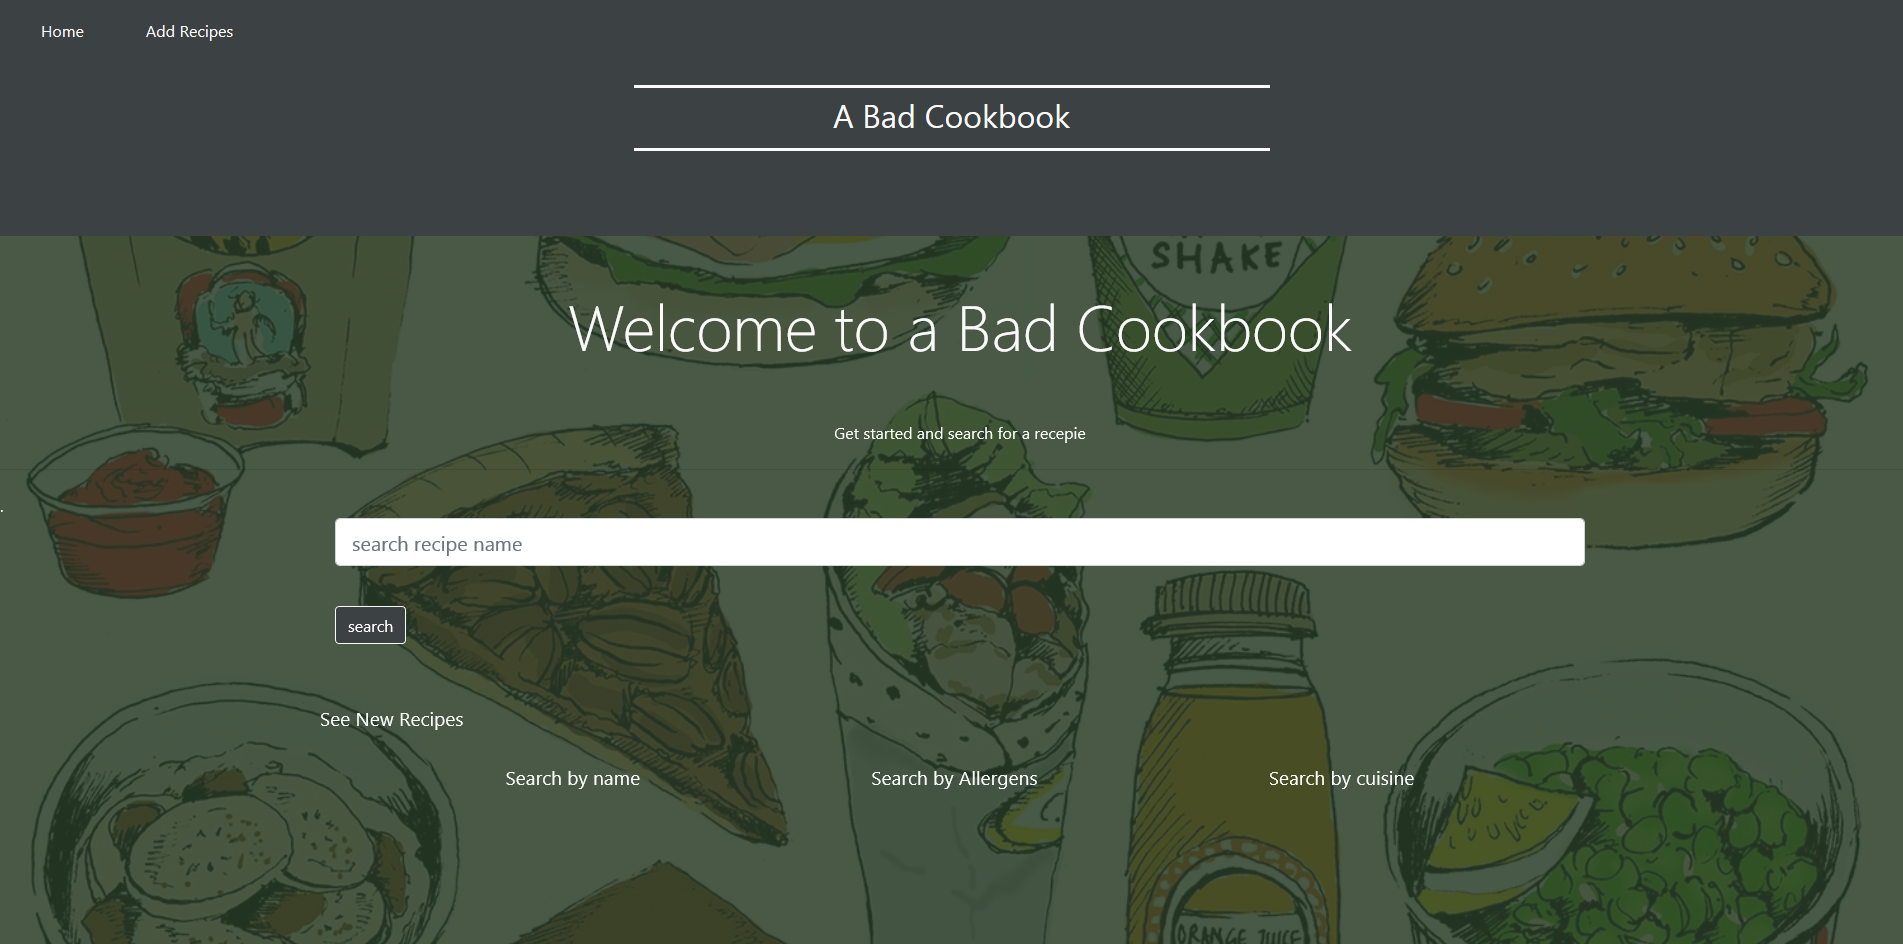 Home Add Recipes
A Bad Cookbook
SHAKE
Welcome to a Bad Cookbook
Get started and search for a recepie
.
search recipe name
search
See New Recipes
Search by name Search by Allergens Search by cuisine
ORANGE JUICE